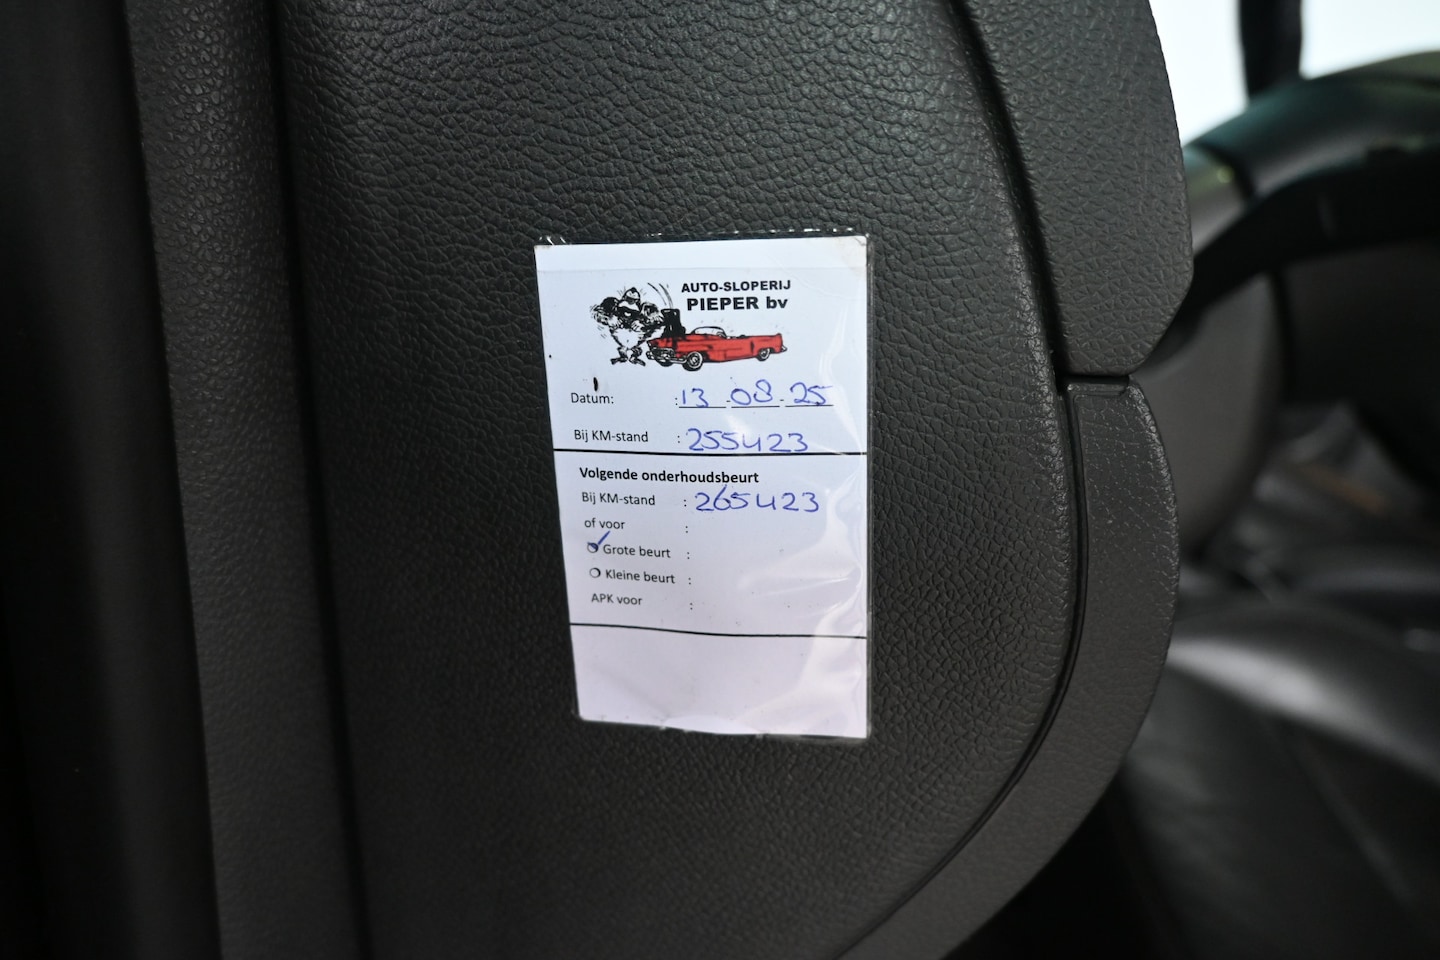 AUTO-SLOPERIJ
PIEPER bv
Datum: : 13 - 08 - 25
Bij KM-stand : 255423
Volgende onderhoudsbeurt
Bij KM-stand : 265423
of voor :
Grote beurt :
Kleine beurt :
APK voor :